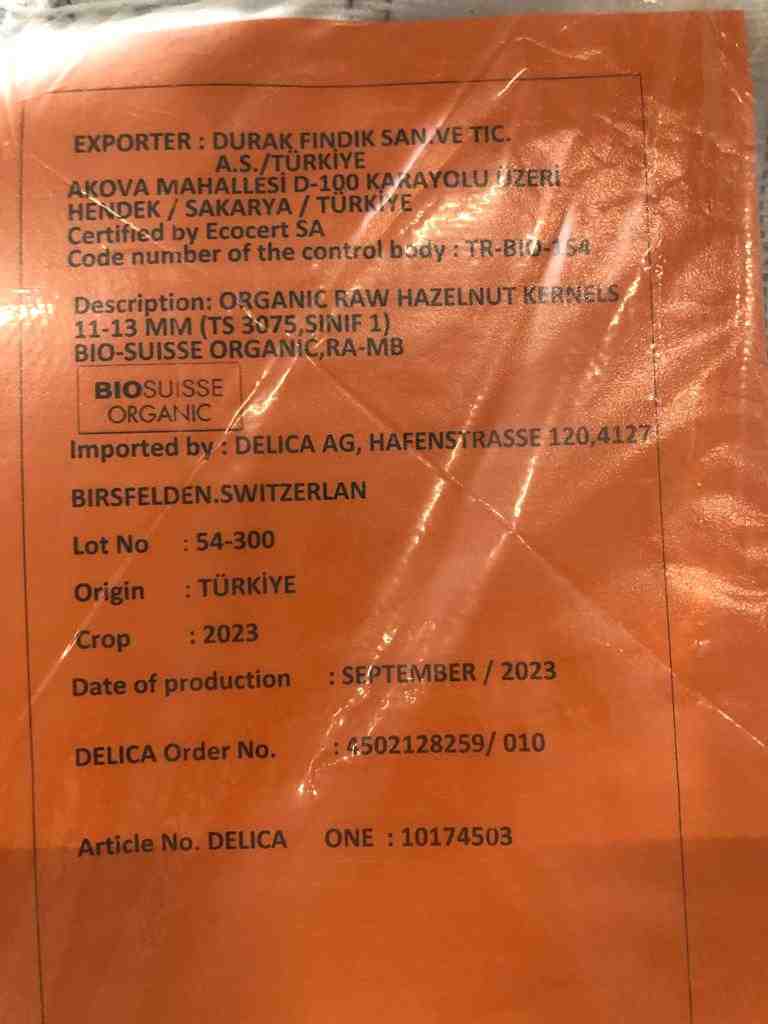 EXPORTER : DURAK FINDIK SAN.VE TIC.
A.S./TÜRKİYE
AKOVA MAHALLESİ D-100 KARAYOLU ÜZERİ
HENDEK / SAKARYA / TÜRKİYE
Certified by Ecocert SA
Code number of the control body : TR-BIO-154
Description: ORGANIC RAW HAZELNUT KERNELS
11-13 MM (TS 3075,SINIF 1)
BIO-SUISSE ORGANIC,RA-MB
BIOSUISSE
ORGANIC
Imported by : DELICA AG, HAFENSTRASSE 120,4127
BIRSFELDEN.SWITZERLAN
Lot No : 54-300
Origin : TÜRKİYE
Crop : 2023
Date of production : SEPTEMBER / 2023
DELICA Order No. : 4502128259/ 010
Article No. DELICA ONE : 10174503